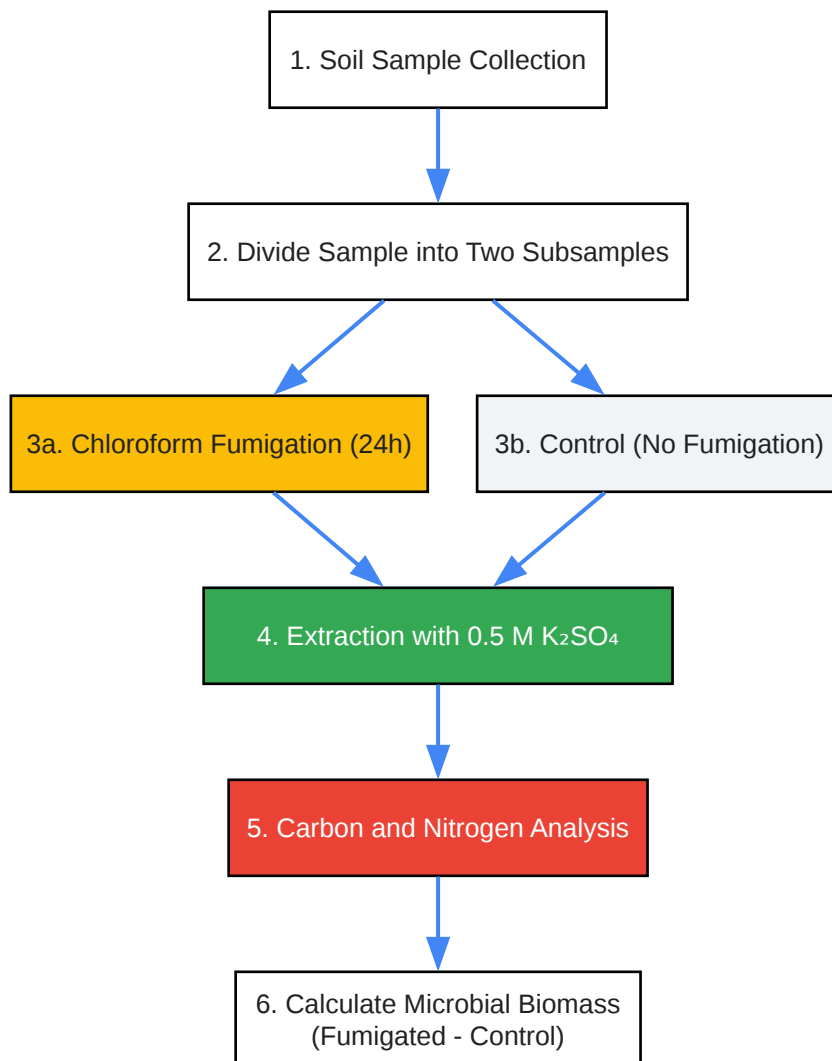 1. Soil Sample Collection
2. Divide Sample into Two Subsamples
3a. Chloroform Fumigation (24h)
3b. Control (No Fumigation)
4. Extraction with 0.5 M K₂SO₄
5. Carbon and Nitrogen Analysis
6. Calculate Microbial Biomass
(Fumigated - Control)